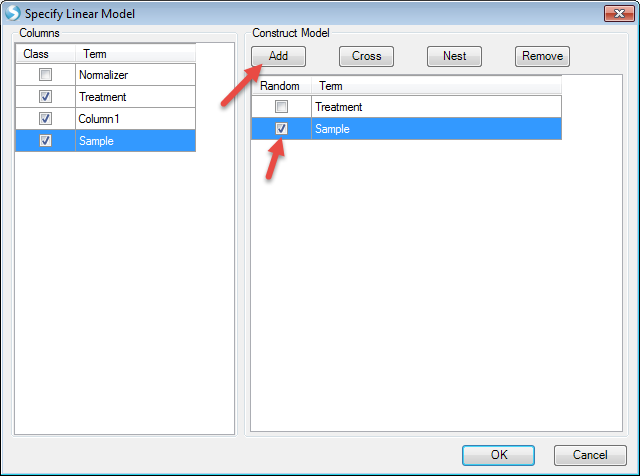 Specify Linear Model
Columns
Class Term
Normalizer
Treatment
Column1
Sample
Construct Model
Add Cross Nest Remove
Random Term
Treatment
Sample
OK Cancel